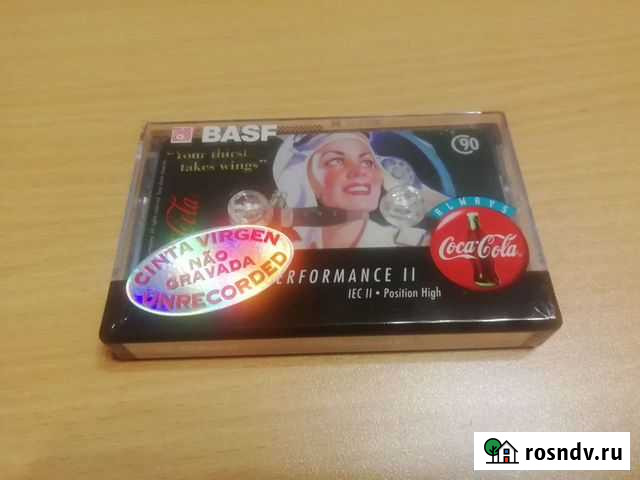 BASF
C90
"Your thirst
takes wings"
ALWAYS
Coca-Cola
CINTA VIRGEN
NÃO
GRAVADA
UNRECORDED
ERFORMANCE II
IEC II • Position High
rosndv.ru